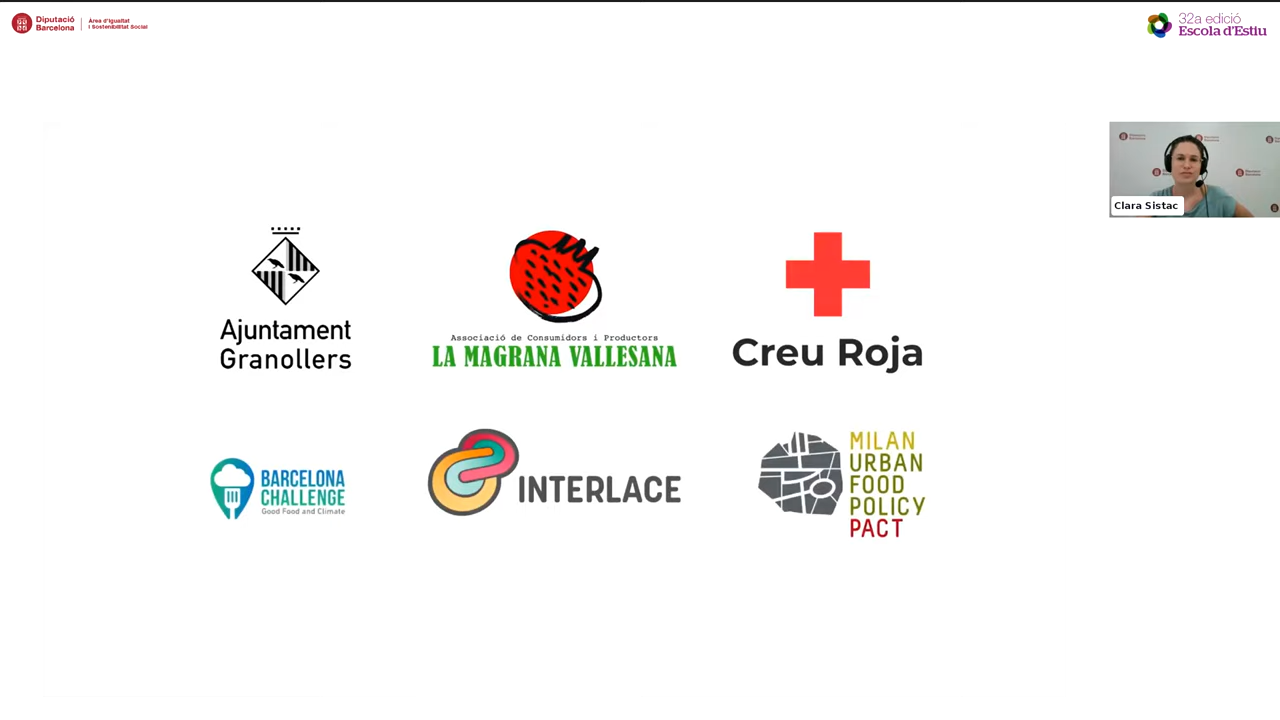 Diputació
Barcelona
Àrea d'Igualtat
i Sostenibilitat Social
32a edició
Escola d'Estiu
Clara Sistac
Ajuntament
Granollers
Associació de Consumidors i Productors
LA MAGRANA VALLESANA
Creu Roja
BARCELONA
CHALLENGE
Good Food and Climate
INTERLACE
MILAN
URBAN
FOOD
POLICY
PACT